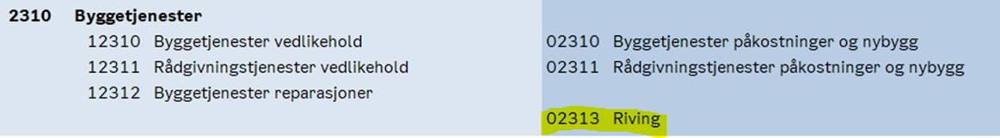 2310 Byggetjenester
12310 Byggetjenester vedlikehold 02310 Byggetjenester påkostninger og nybygg
12311 Rådgivningstjenester vedlikehold 02311 Rådgivningstjenester påkostninger og nybygg
12312 Byggetjenester reparasjoner
02313 Riving